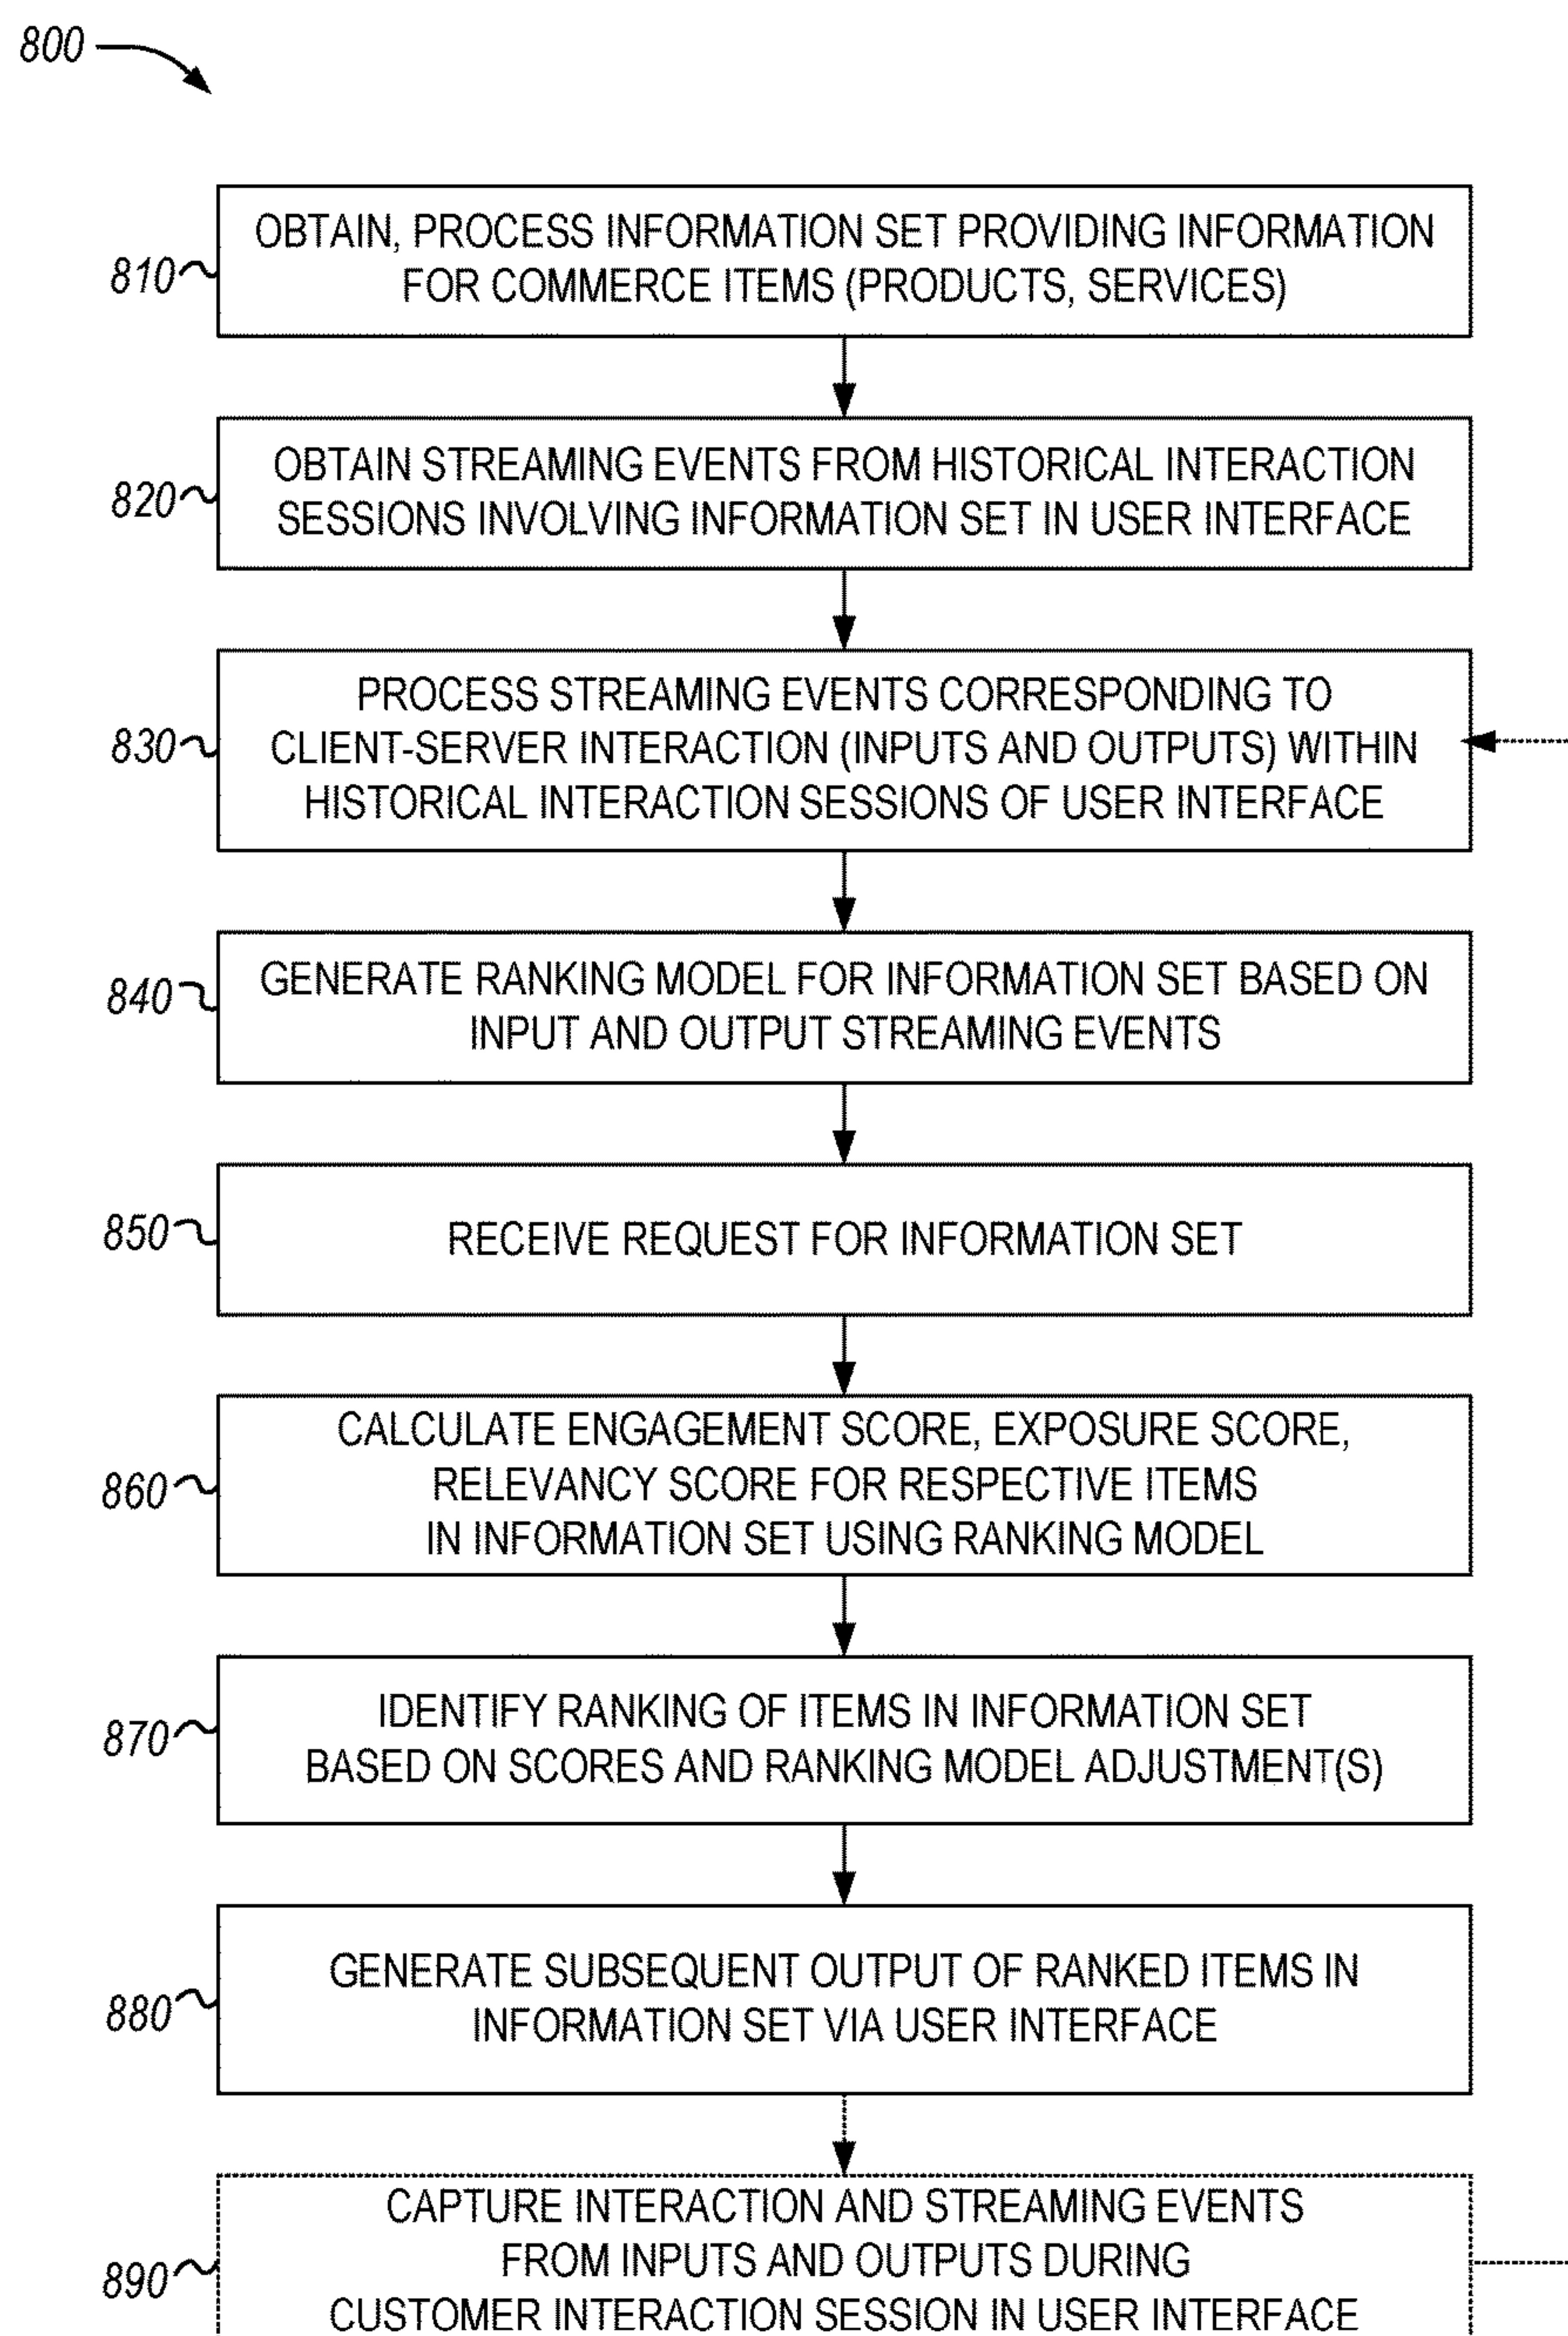 800
OBTAIN, PROCESS INFORMATION SET PROVIDING INFORMATION
FOR COMMERCE ITEMS (PRODUCTS, SERVICES)
810
OBTAIN STREAMING EVENTS FROM HISTORICAL INTERACTION
SESSIONS INVOLVING INFORMATION SET IN USER INTERFACE
820
PROCESS STREAMING EVENTS CORRESPONDING TO
CLIENT-SERVER INTERACTION (INPUTS AND OUTPUTS) WITHIN
HISTORICAL INTERACTION SESSIONS OF USER INTERFACE
830
GENERATE RANKING MODEL FOR INFORMATION SET BASED ON
INPUT AND OUTPUT STREAMING EVENTS
840
RECEIVE REQUEST FOR INFORMATION SET
850
CALCULATE ENGAGEMENT SCORE, EXPOSURE SCORE,
RELEVANCY SCORE FOR RESPECTIVE ITEMS
IN INFORMATION SET USING RANKING MODEL
860
IDENTIFY RANKING OF ITEMS IN INFORMATION SET
BASED ON SCORES AND RANKING MODEL ADJUSTMENT(S)
870
GENERATE SUBSEQUENT OUTPUT OF RANKED ITEMS IN
INFORMATION SET VIA USER INTERFACE
880
CAPTURE INTERACTION AND STREAMING EVENTS
FROM INPUTS AND OUTPUTS DURING
CUSTOMER INTERACTION SESSION IN USER INTERFACE
890